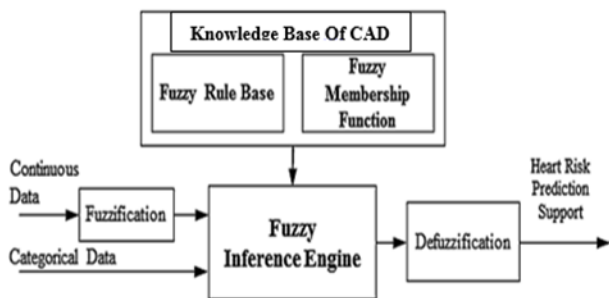 Knowledge Base Of CAD
Fuzzy Rule Base
Fuzzy
Membership
Function
Continuous
Data
Fuzzification
Categorical Data
Fuzzy
Inference Engine
Defuzzification
Heart Risk
Prediction
Support